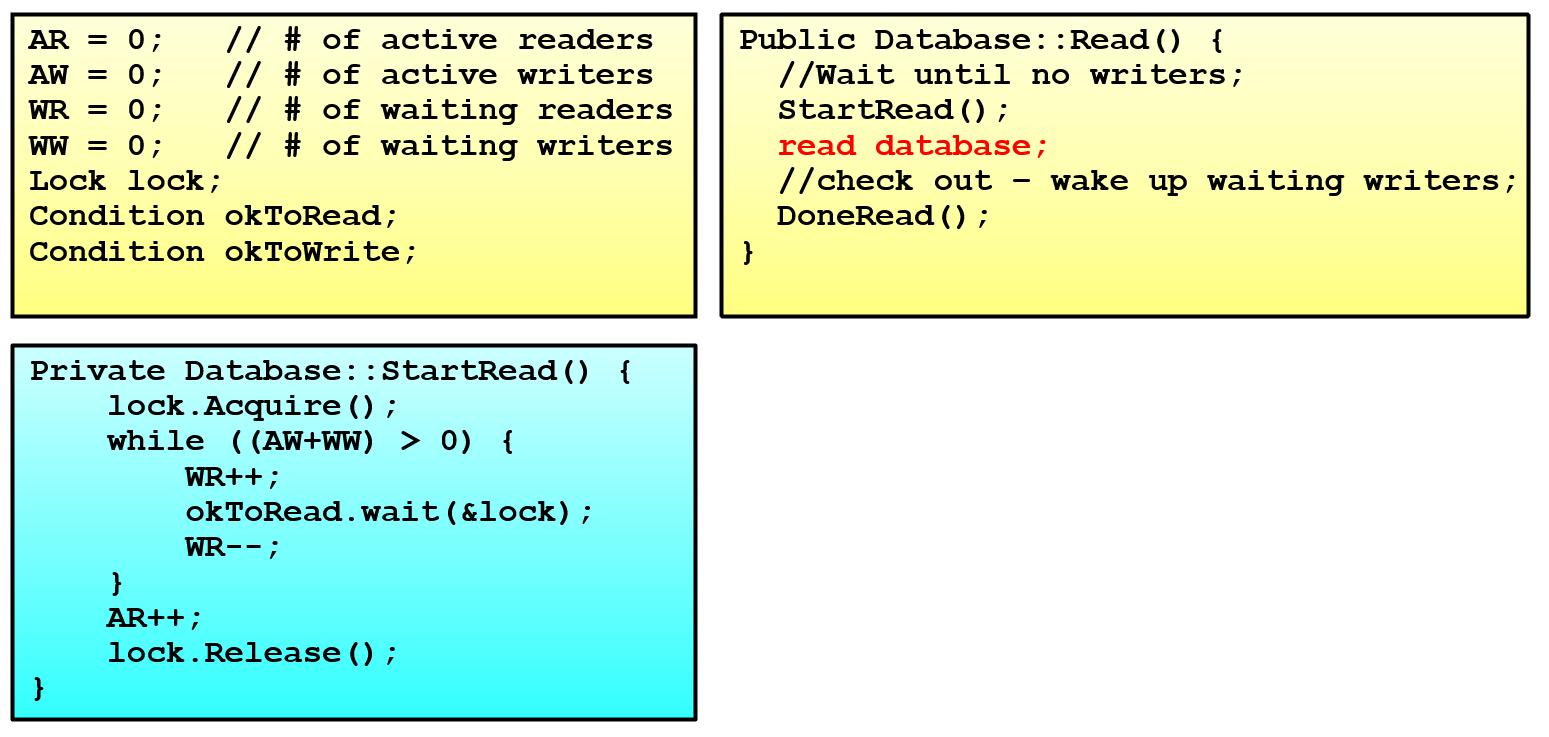 AR = 0;   // # of active readers
AW = 0;   // # of active writers
WR = 0;   // # of waiting readers
WW = 0;   // # of waiting writers
Lock lock;
Condition okToRead;
Condition okToWrite;
Public Database::Read() {
  //Wait until no writers;
  StartRead();
  read database;
  //check out – wake up waiting writers;
  DoneRead();
}
Private Database::StartRead() {
    lock.Acquire();
    while ((AW+WW) > 0) {
        WR++;
        okToRead.wait(&lock);
        WR--;
    }
    AR++;
    lock.Release();
}